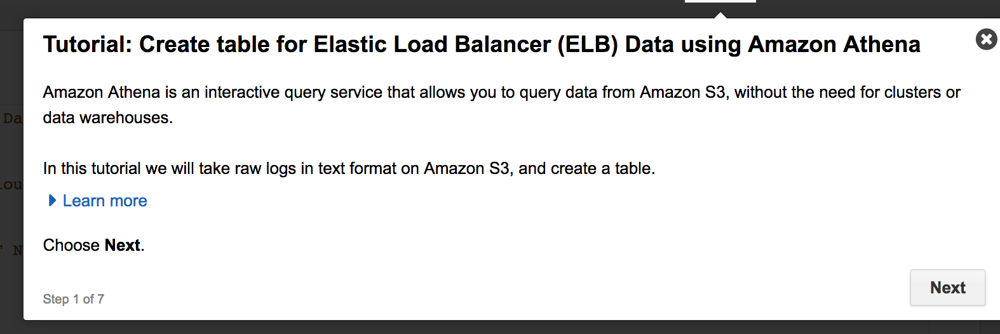 Tutorial: Create table for Elastic Load Balancer (ELB) Data using Amazon Athena
Amazon Athena is an interactive query service that allows you to query data from Amazon S3, without the need for clusters or
data warehouses.
In this tutorial we will take raw logs in text format on Amazon S3, and create a table.
Learn more
Choose Next.
Step 1 of 7
Next
Da
lou
N